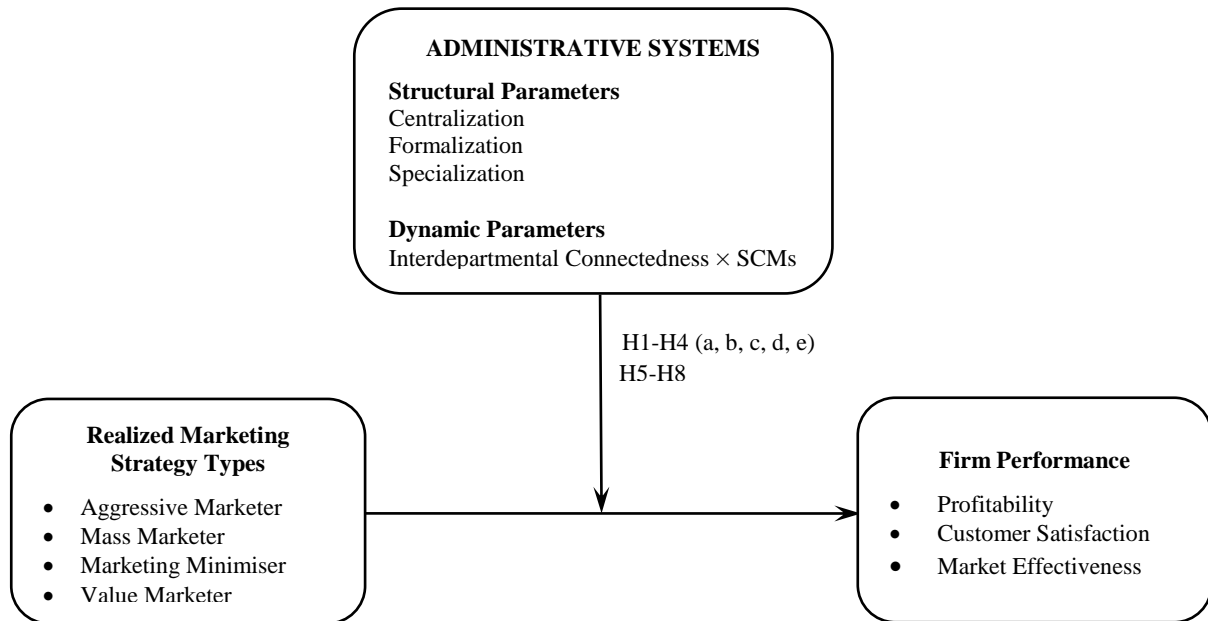 ADMINISTRATIVE SYSTEMS
Structural Parameters
Centralization
Formalization
Specialization
Dynamic Parameters
Interdepartmental Connectedness × SCMs
H1-H4 (a, b, c, d, e)
H5-H8
Realized Marketing
Strategy Types
• Aggressive Marketer
• Mass Marketer
• Marketing Minimiser
• Value Marketer
Firm Performance
• Profitability
• Customer Satisfaction
• Market Effectiveness